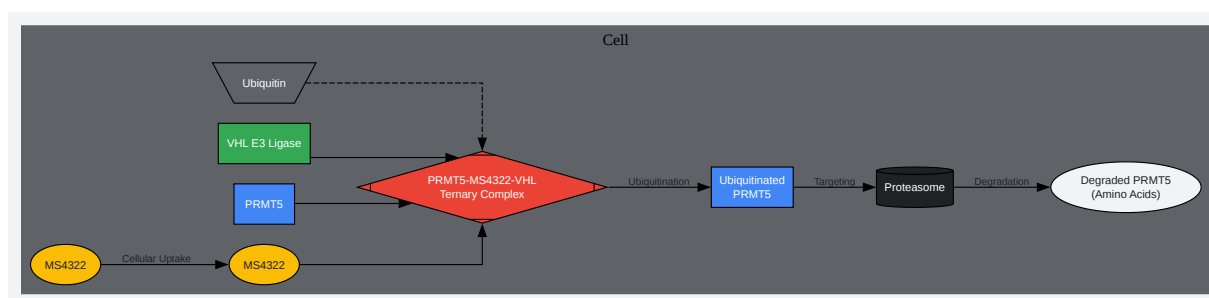 Cell
Ubiquitin
VHL E3 Ligase
PRMT5
MS4322
Cellular Uptake
MS4322
PRMT5-MS4322-VHL
Ternary Complex
Ubiquitination
Ubiquitinated
PRMT5
Targeting
Proteasome
Degradation
Degraded PRMT5
(Amino Acids)